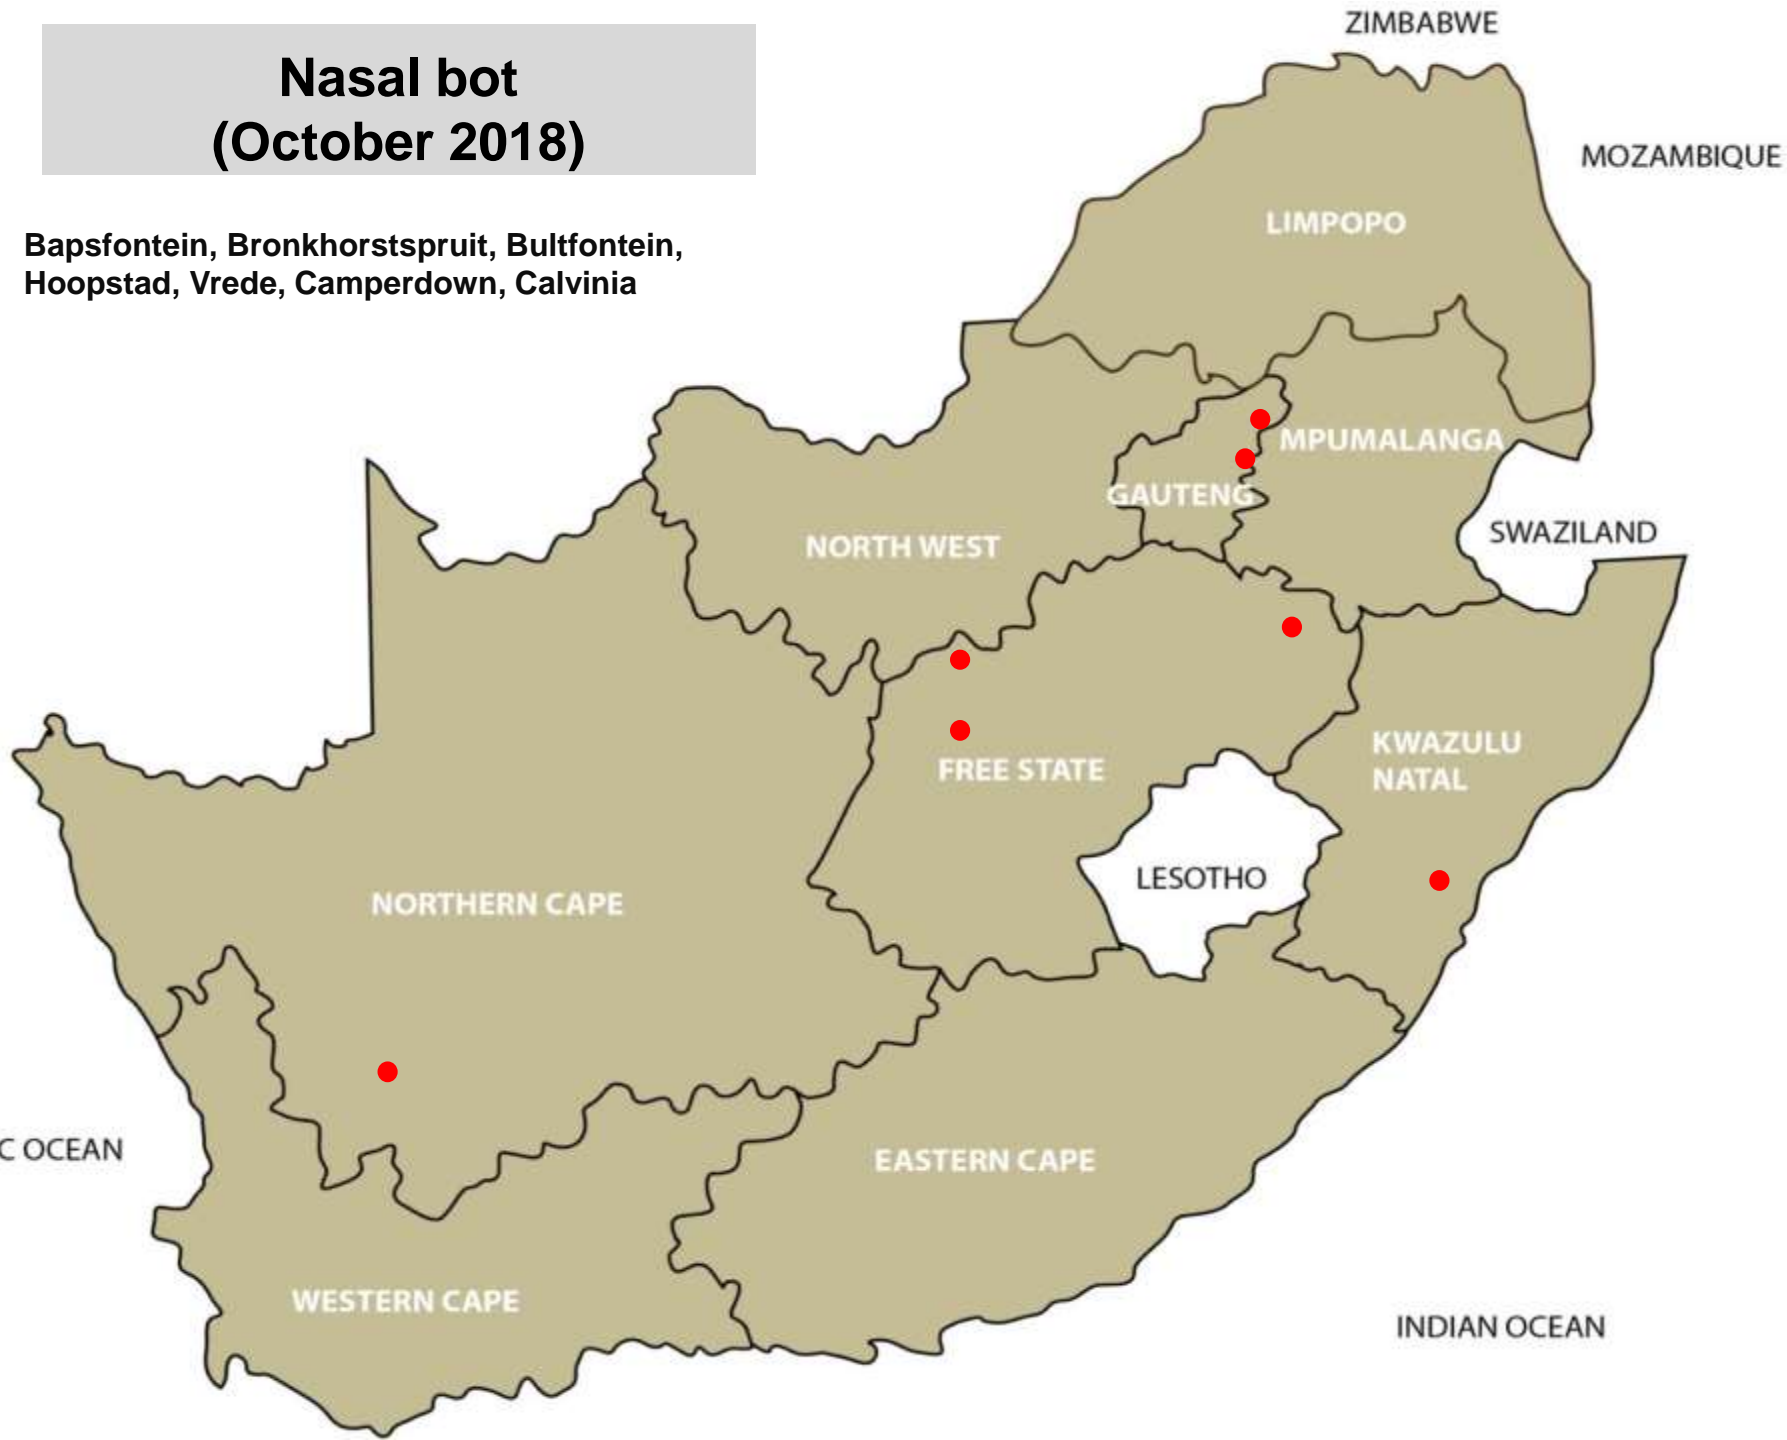 Nasal bot
(October 2018)
Bapsfontein, Bronkhorstspruit, Bultfontein,
Hoopstad, Vrede, Camperdown, Calvinia
ZIMBABWE
MOZAMBIQUE
LIMPOPO
MPUMALANGA
GAUTENG
SWAZILAND
NORTH WEST
KWAZULU
NATAL
FREE STATE
LESOTHO
NORTHERN CAPE
C OCEAN
EASTERN CAPE
WESTERN CAPE
INDIAN OCEAN